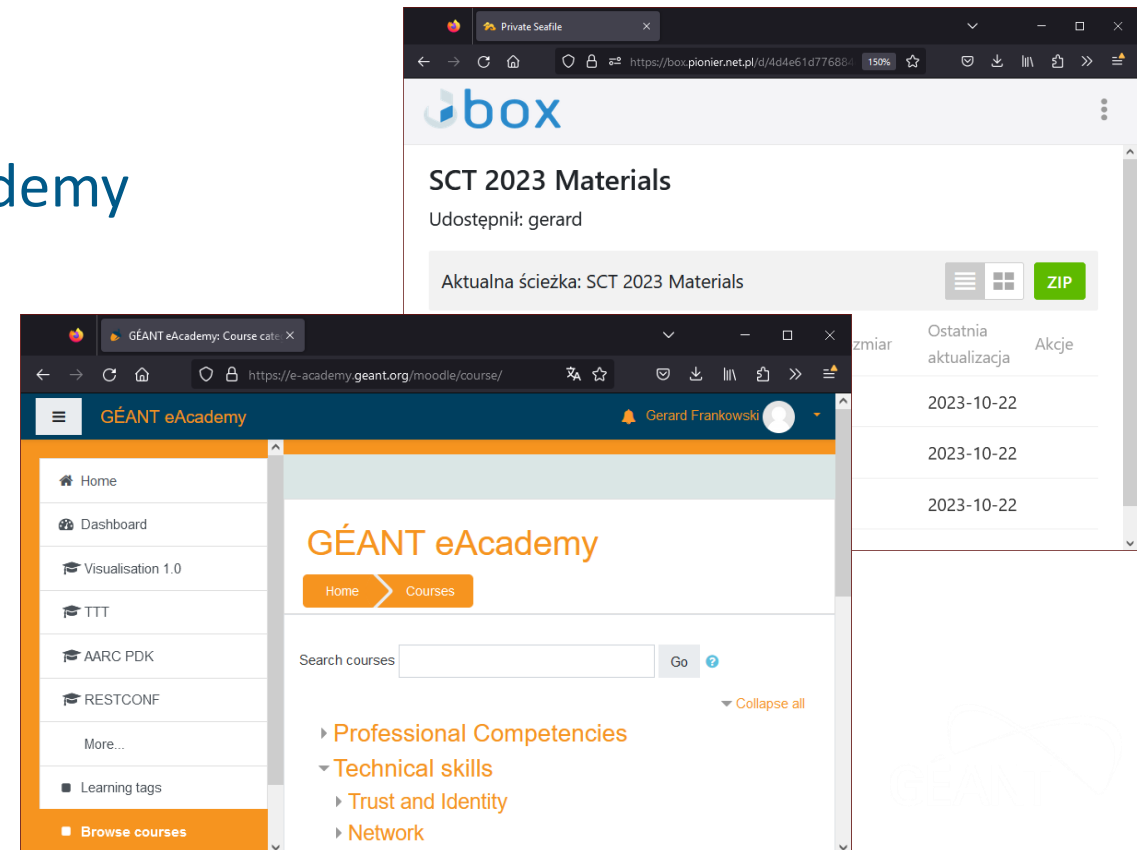 Private Seafile
https://box.pionier.net.pl/d/4d4e61d776884
150%
box
demy
SCT 2023 Materials
Udostępnił: gerard
Aktualna ścieżka: SCT 2023 Materials
ZIP
zmiar
Ostatnia
aktualizacja
Akcje
2023-10-22
2023-10-22
2023-10-22
GÉANT eAcademy: Course cate
https://e-academy.geant.org/moodle/course/
GÉANT eAcademy
Gerard Frankowski
Home
Dashboard
Visualisation 1.0
TTT
AARC PDK
RESTCONF
More...
Learning tags
Browse courses
GÉANT eAcademy
Home
Courses
Search courses
Go
Collapse all
Professional Competencies
Technical skills
Trust and Identity
Network